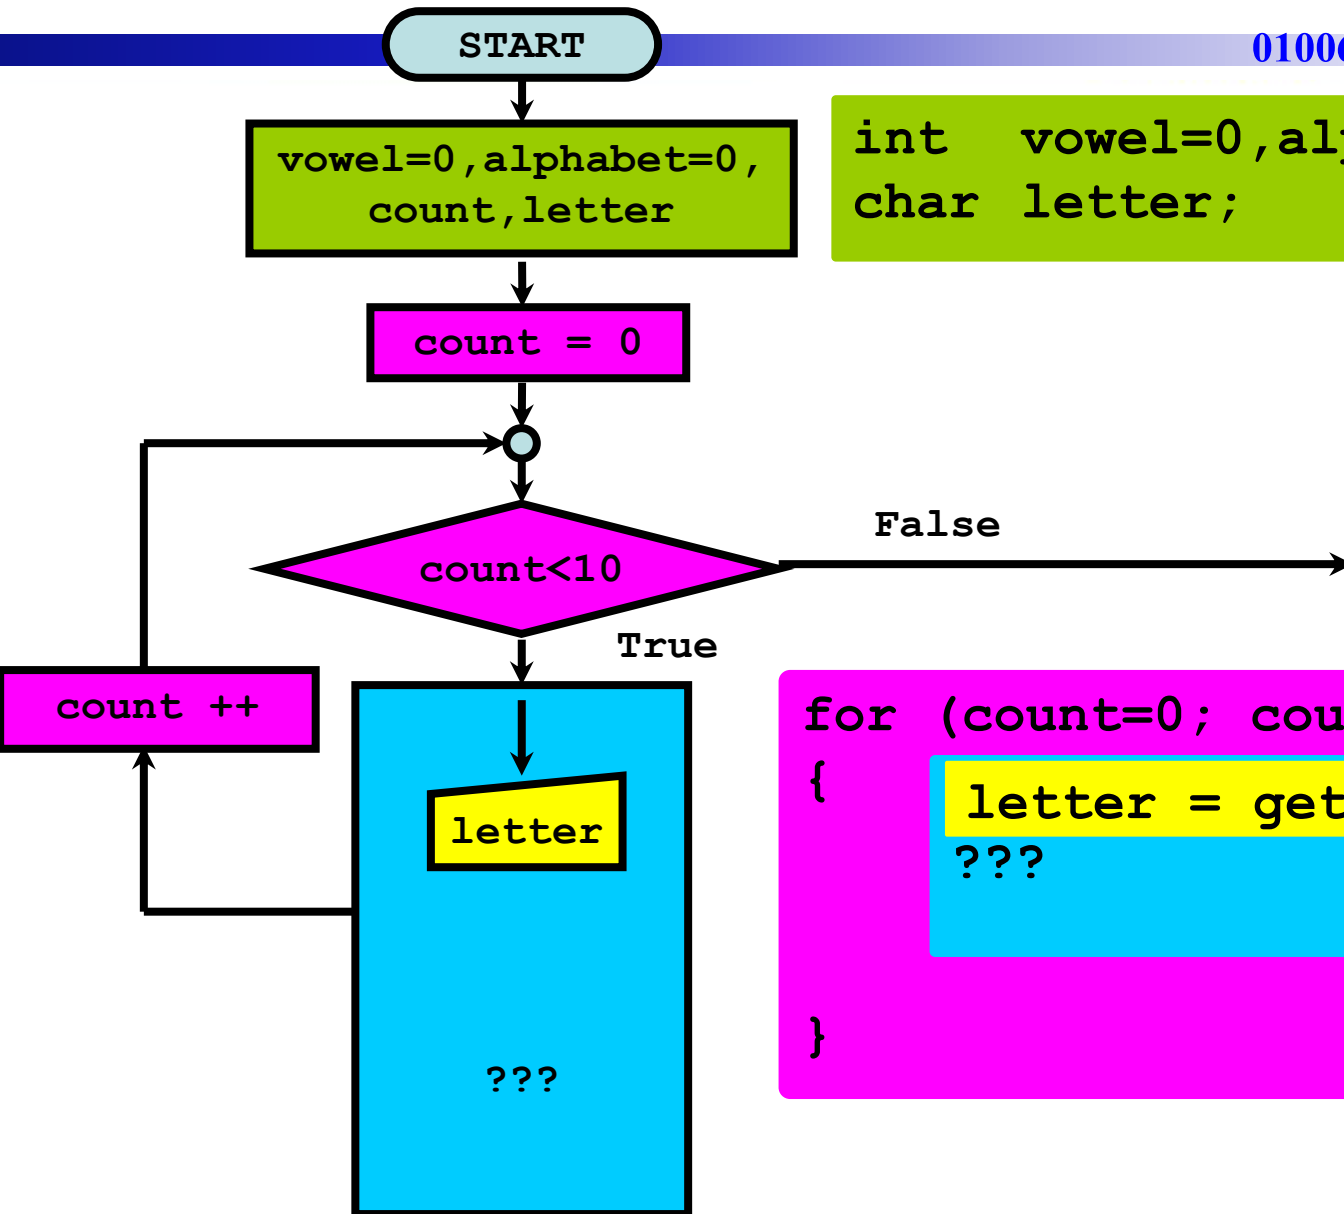 START
0100
vowel=0,alphabet=0,
count,letter
int vowel=0,al
char letter;
count = 0
count<10
False
True
count ++
letter
???
for (count=0; cou
{
letter = get
???
}